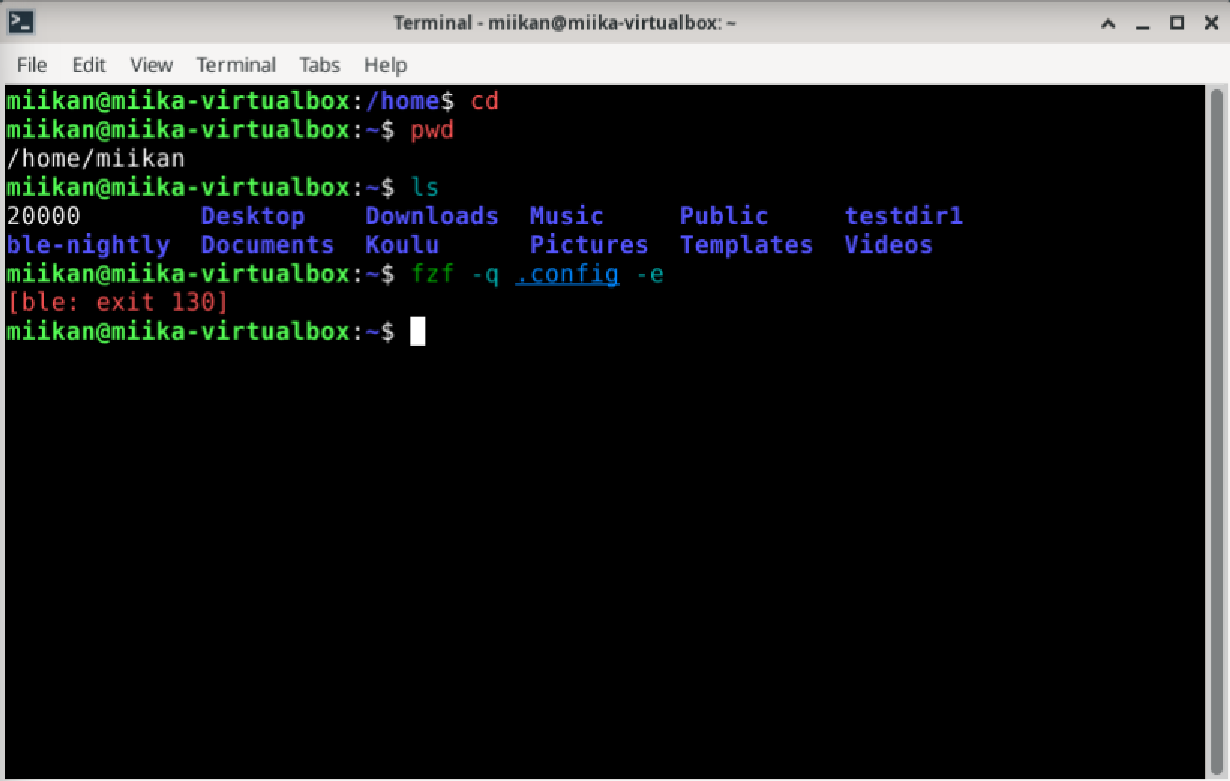 Terminal - miikan@miika-virtualbox: ~
File Edit View Terminal Tabs Help
miikan@miika-virtualbox:/home$ cd
miikan@miika-virtualbox:~$ pwd
/home/miikan
miikan@miika-virtualbox:~$ ls
20000 Desktop Downloads Music Public testdir1
ble-nightly Documents Koulu Pictures Templates Videos
miikan@miika-virtualbox:~$ fzf -q .config -e
[ble: exit 130]
miikan@miika-virtualbox:~$